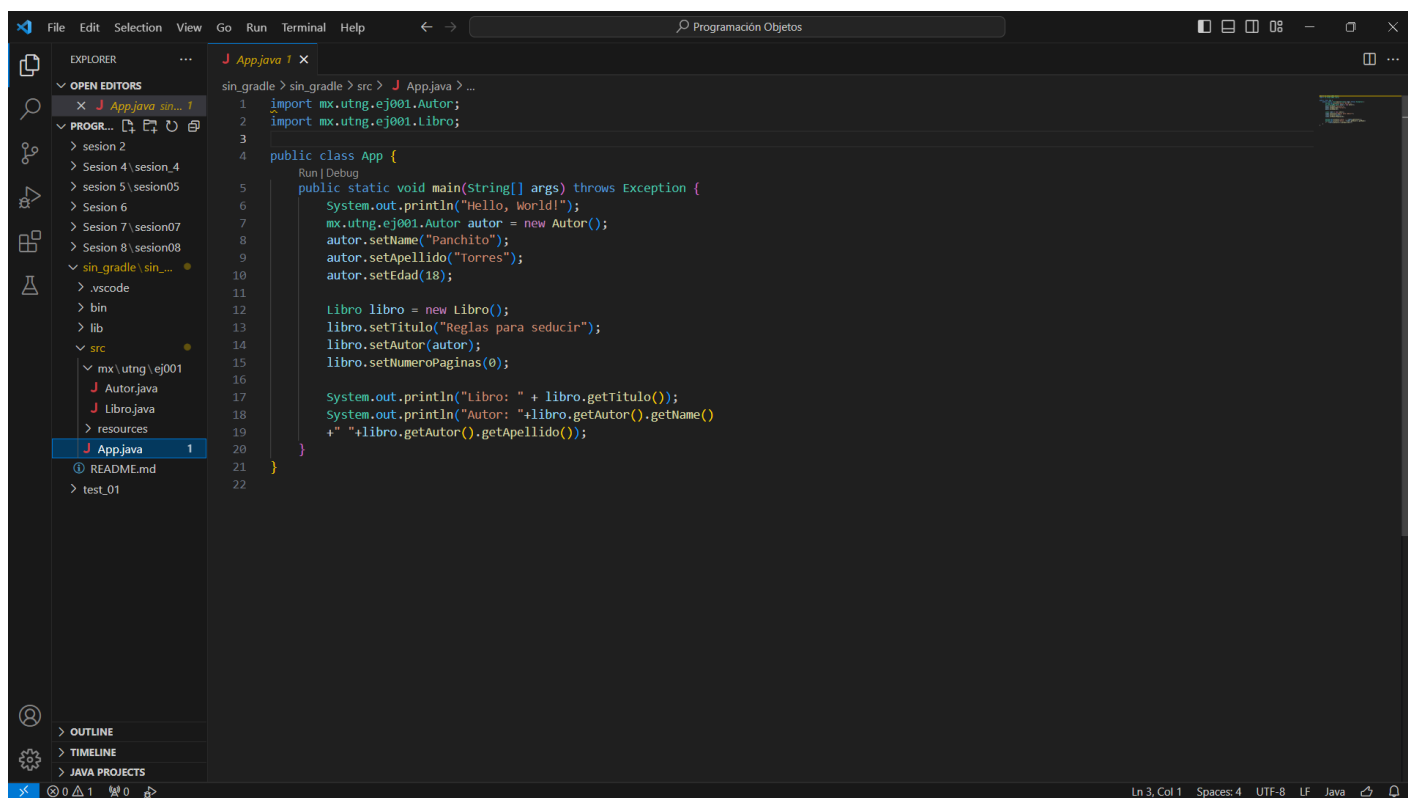 File Edit Selection View Go Run Terminal Help
Programación Objetos
EXPLORER
OPEN EDITORS
App.java sin... 1
PROGR...
sesion 2
Sesion 4\sesion_4
sesion 5\sesion05
Sesion 6
Sesion 7\sesion07
Sesion 8\sesion08
sin_gradle\sin_...
.vscode
bin
lib
src
mx\utng\ej001
J Autor.java
J Libro.java
resources
J App.java 1
README.md
test_01
OUTLINE
TIMELINE
JAVA PROJECTS
J App.java 1
sin_gradle > sin_gradle > src > J App.java > ...
1 import mx.utng.ej001.Autor;
2 import mx.utng.ej001.Libro;
3
4 public class App {
Run | Debug
5 public static void main(String[] args) throws Exception {
6 System.out.println("Hello, World!");
7 mx.utng.ej001.Autor autor = new Autor();
8 autor.setName("Panchito");
9 autor.setApellido("Torres");
10 autor.setEdad(18);
11
12 Libro libro = new Libro();
13 libro.setTitulo("Reglas para seducir");
14 libro.setAutor(autor);
15 libro.setNumeroPaginas(0);
16
17 System.out.println("Libro: " + libro.getTitulo());
18 System.out.println("Autor: "+libro.getAutor().getName()
19 +" "+libro.getAutor().getApellido());
20 }
21 }
22
0 1 0
Ln 3, Col 1 Spaces: 4 UTF-8 LF Java